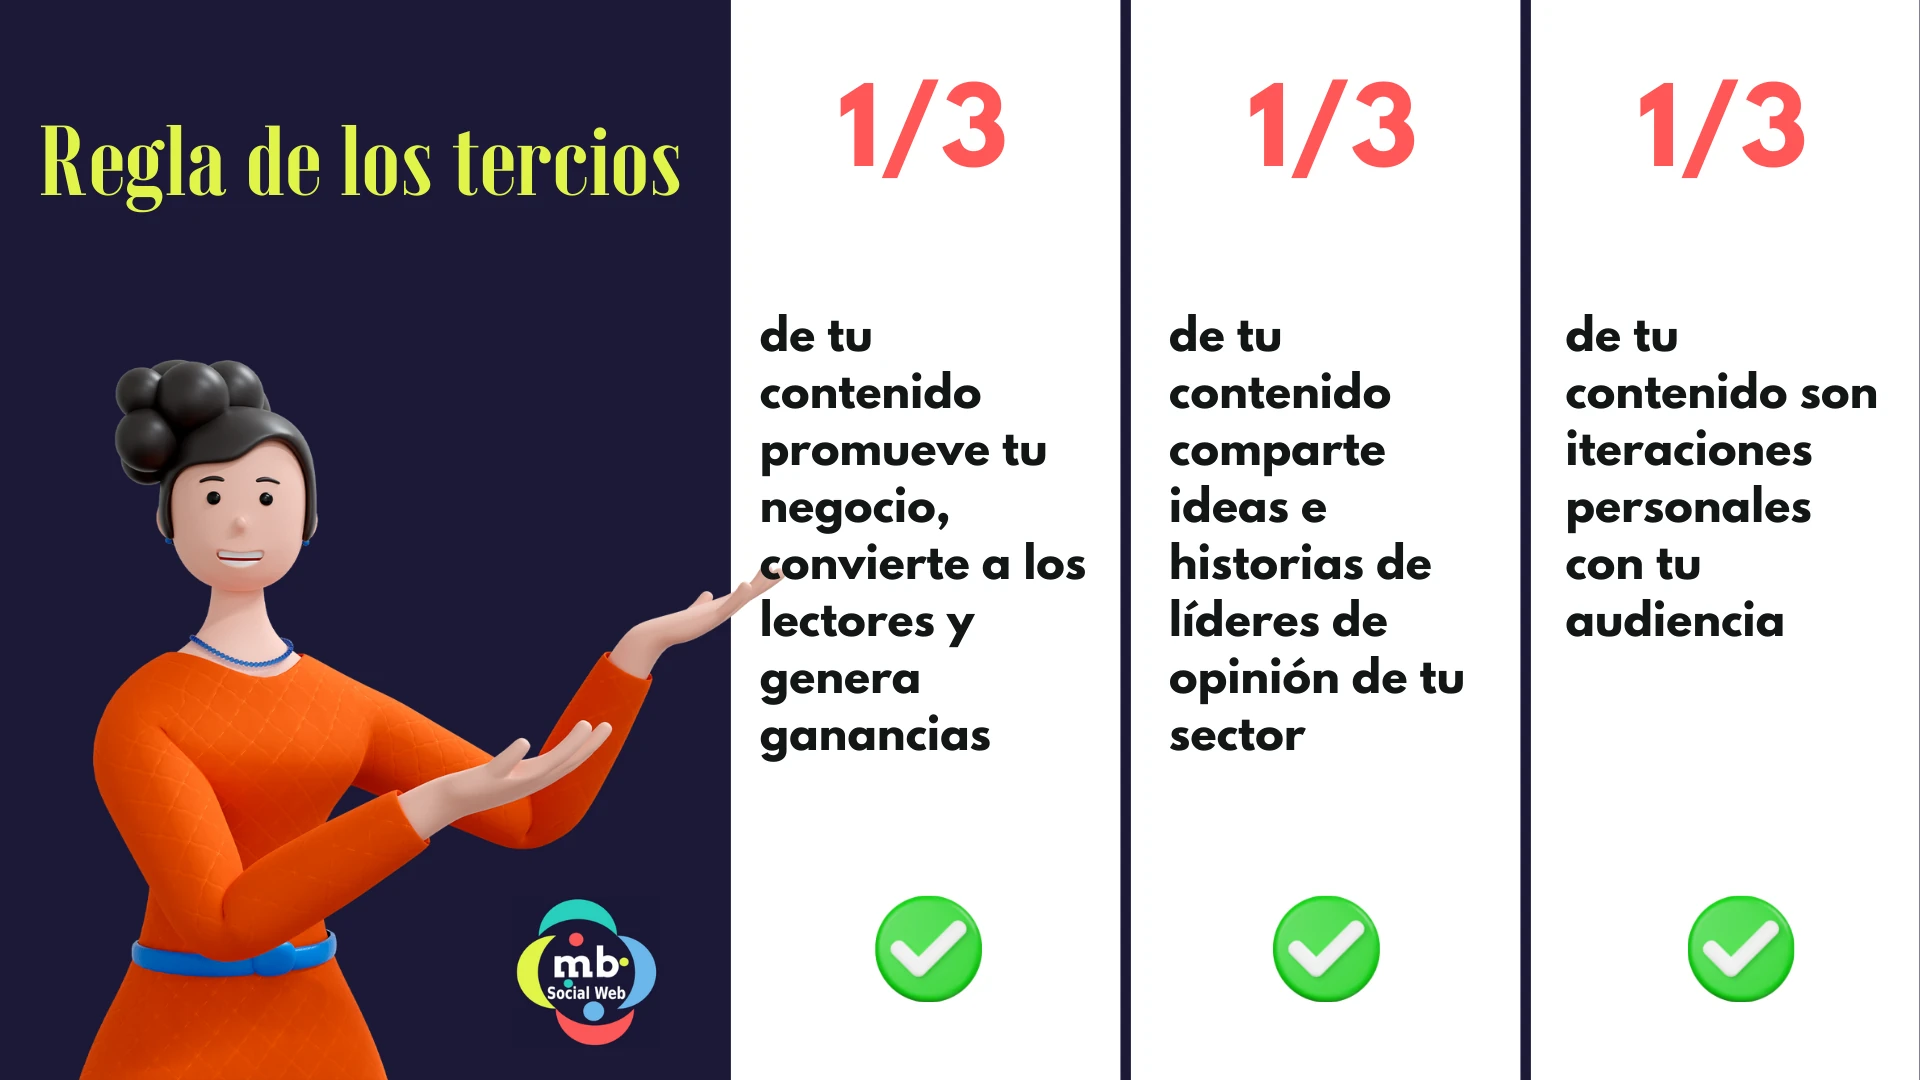 Regla de los tercios
1/3
de tu
contenido
promueve tu
negocio,
convierte a los
lectores y
genera
ganancias
1/3
de tu
contenido
comparte
ideas e
historias de
líderes de
opinión de tu
sector
1/3
de tu
contenido son
iteraciones
personales
con tu
audiencia
mb
Social Web